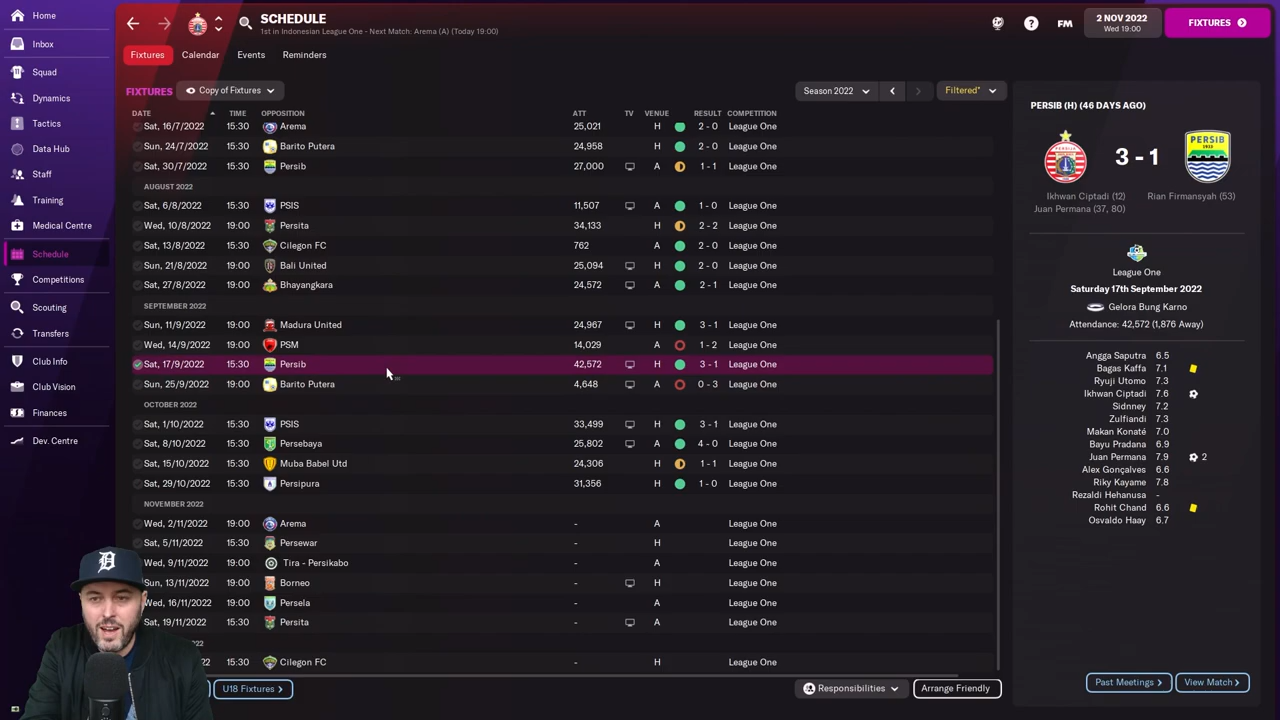 Home
Inbox
Squad
Dynamics
Tactics
Data Hub
Staff
Training
Medical Centre
Schedule
Competitions
Scouting
Transfers
Club Info
Club Vision
Finances
Dev. Centre
SCHEDULE
1st in Indonesian League One - Next Match: Arema (A) (Today 19:00)
FM
2 NOV 2022
Wed 19:00
FIXTURES
Fixtures Calendar Events Reminders
FIXTURES Copy of Fixtures Season 2022 Filtered*
DATE TIME OPPOSITION ATT TV VENUE RESULT COMPETITION
Sat, 16/7/2022 15:30 Arema 25,021 H 2 - 0 League One
Sun, 24/7/2022 15:30 Barito Putera 24,958 H 2 - 0 League One
Sat, 30/7/2022 15:30 Persib 27,000 A 1 - 1 League One
AUGUST 2022
Sat, 6/8/2022 15:30 PSIS 11,507 A 1 - 0 League One
Wed, 10/8/2022 19:00 Persita 34,133 H 2 - 2 League One
Sat, 13/8/2022 15:30 Cilegon FC 762 A 2 - 0 League One
Sun, 21/8/2022 19:00 Bali United 25,094 H 2 - 0 League One
Sat, 27/8/2022 19:00 Bhayangkara 24,572 H 2 - 1 League One
SEPTEMBER 2022
Sun, 11/9/2022 19:00 Madura United 24,967 H 3 - 1 League One
Wed, 14/9/2022 19:00 PSM 14,029 A 1 - 2 League One
Sat, 17/9/2022 15:30 Persib 42,572 H 3 - 1 League One
Sun, 25/9/2022 19:00 Barito Putera 4,648 A 0 - 3 League One
OCTOBER 2022
Sat, 1/10/2022 15:30 PSIS 33,499 H 3 - 1 League One
Sat, 8/10/2022 15:30 Persebaya 25,802 A 4 - 0 League One
Sat, 15/10/2022 15:30 Muba Babel Utd 24,306 H 1 - 1 League One
Sat, 29/10/2022 15:30 Persipura 31,356 H 1 - 0 League One
NOVEMBER 2022
Wed, 2/11/2022 19:00 Arema - A League One
Sat, 5/11/2022 15:30 Persewar - H League One
Wed, 9/11/2022 19:00 Tira - Persikabo - A League One
Sun, 13/11/2022 19:00 Borneo - H League One
Wed, 16/11/2022 19:00 Persela - A League One
Sat, 19/11/2022 19:00 Persita - A League One
2022 15:30 Cilegon FC - H League One
U18 Fixtures Responsibilities Arrange Friendly
PERSIB (H) (46 DAYS AGO)
3 - 1
Ikhwan Ciptadi (12) Rian Firmansyah (53)
Juan Permana (37, 80)
League One
Saturday 17th September 2022
Gelora Bung Karno
Attendance: 42,572 (1,876 Away)
Angga Saputra 6.5
Bagas Kaffa 7.1
Ryuji Utomo 7.3
Ikhwan Ciptadi 7.6
Sidnney 7.2
Zulfiandi 7.3
Makan Konaté 7.0
Bayu Pradana 6.9
Juan Permana 7.9 2
Alex Gonçalves 6.6
Riky Kayame 7.8
Rezaldi Hehanusa -
Rohit Chand 6.6
Osvaldo Haay 6.7
Past Meetings View Match